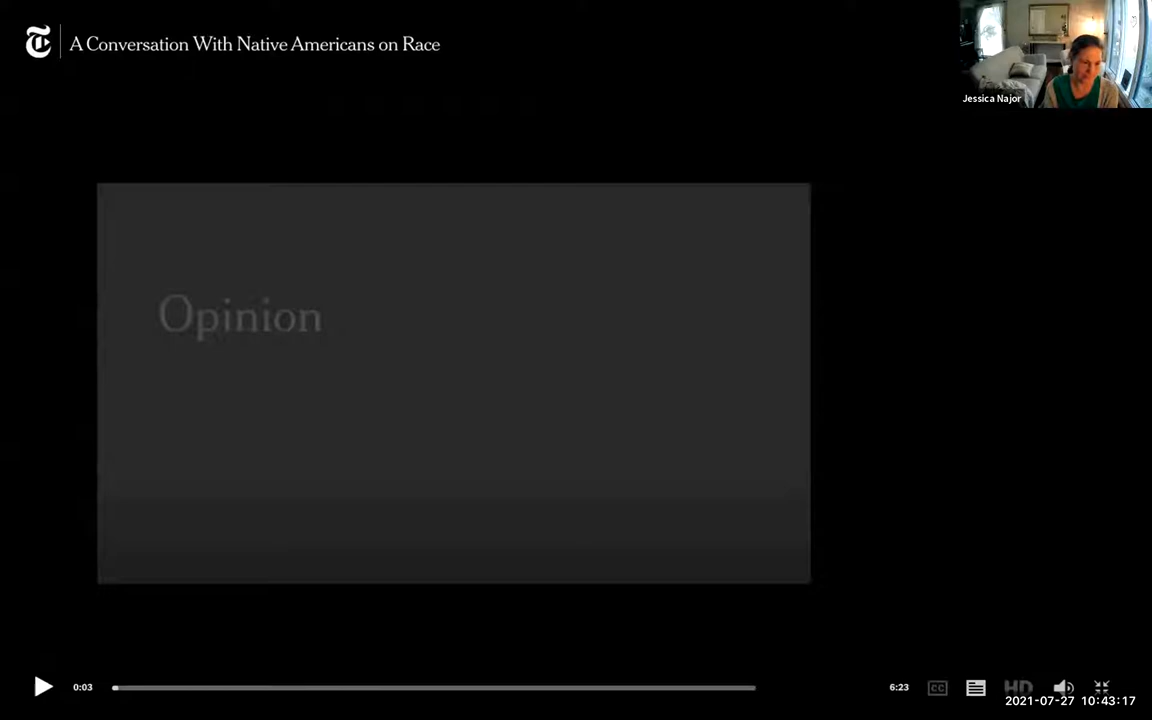 A Conversation With Native Americans on Race
Jessica Najor
Opinion
0:03
6:23
CC
HD
2021-07-27 10:43:17